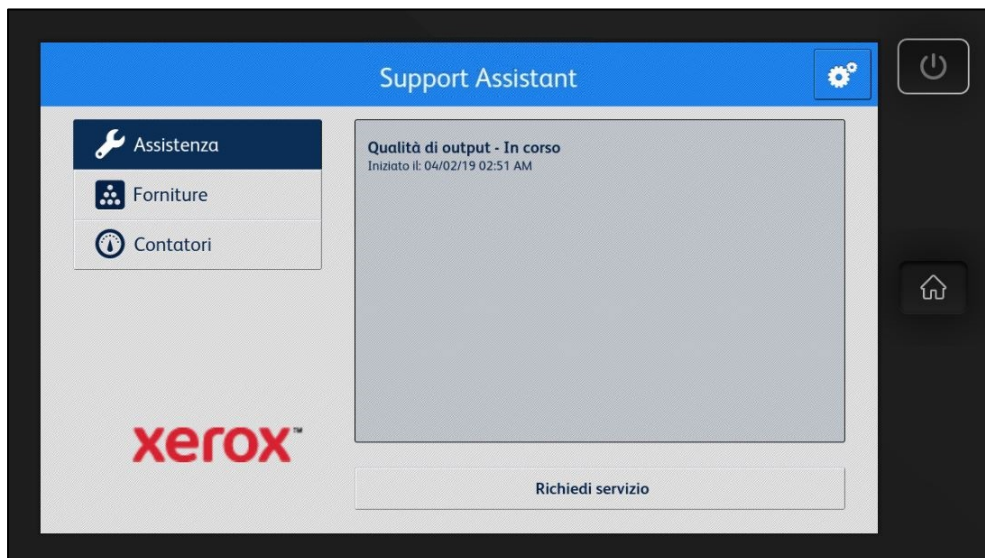 Support Assistant
Assistenza
Forniture
Contatori
Qualità di output - In corso
Iniziato il: 04/02/19 02:51 AM
xerox™
Richiedi servizio